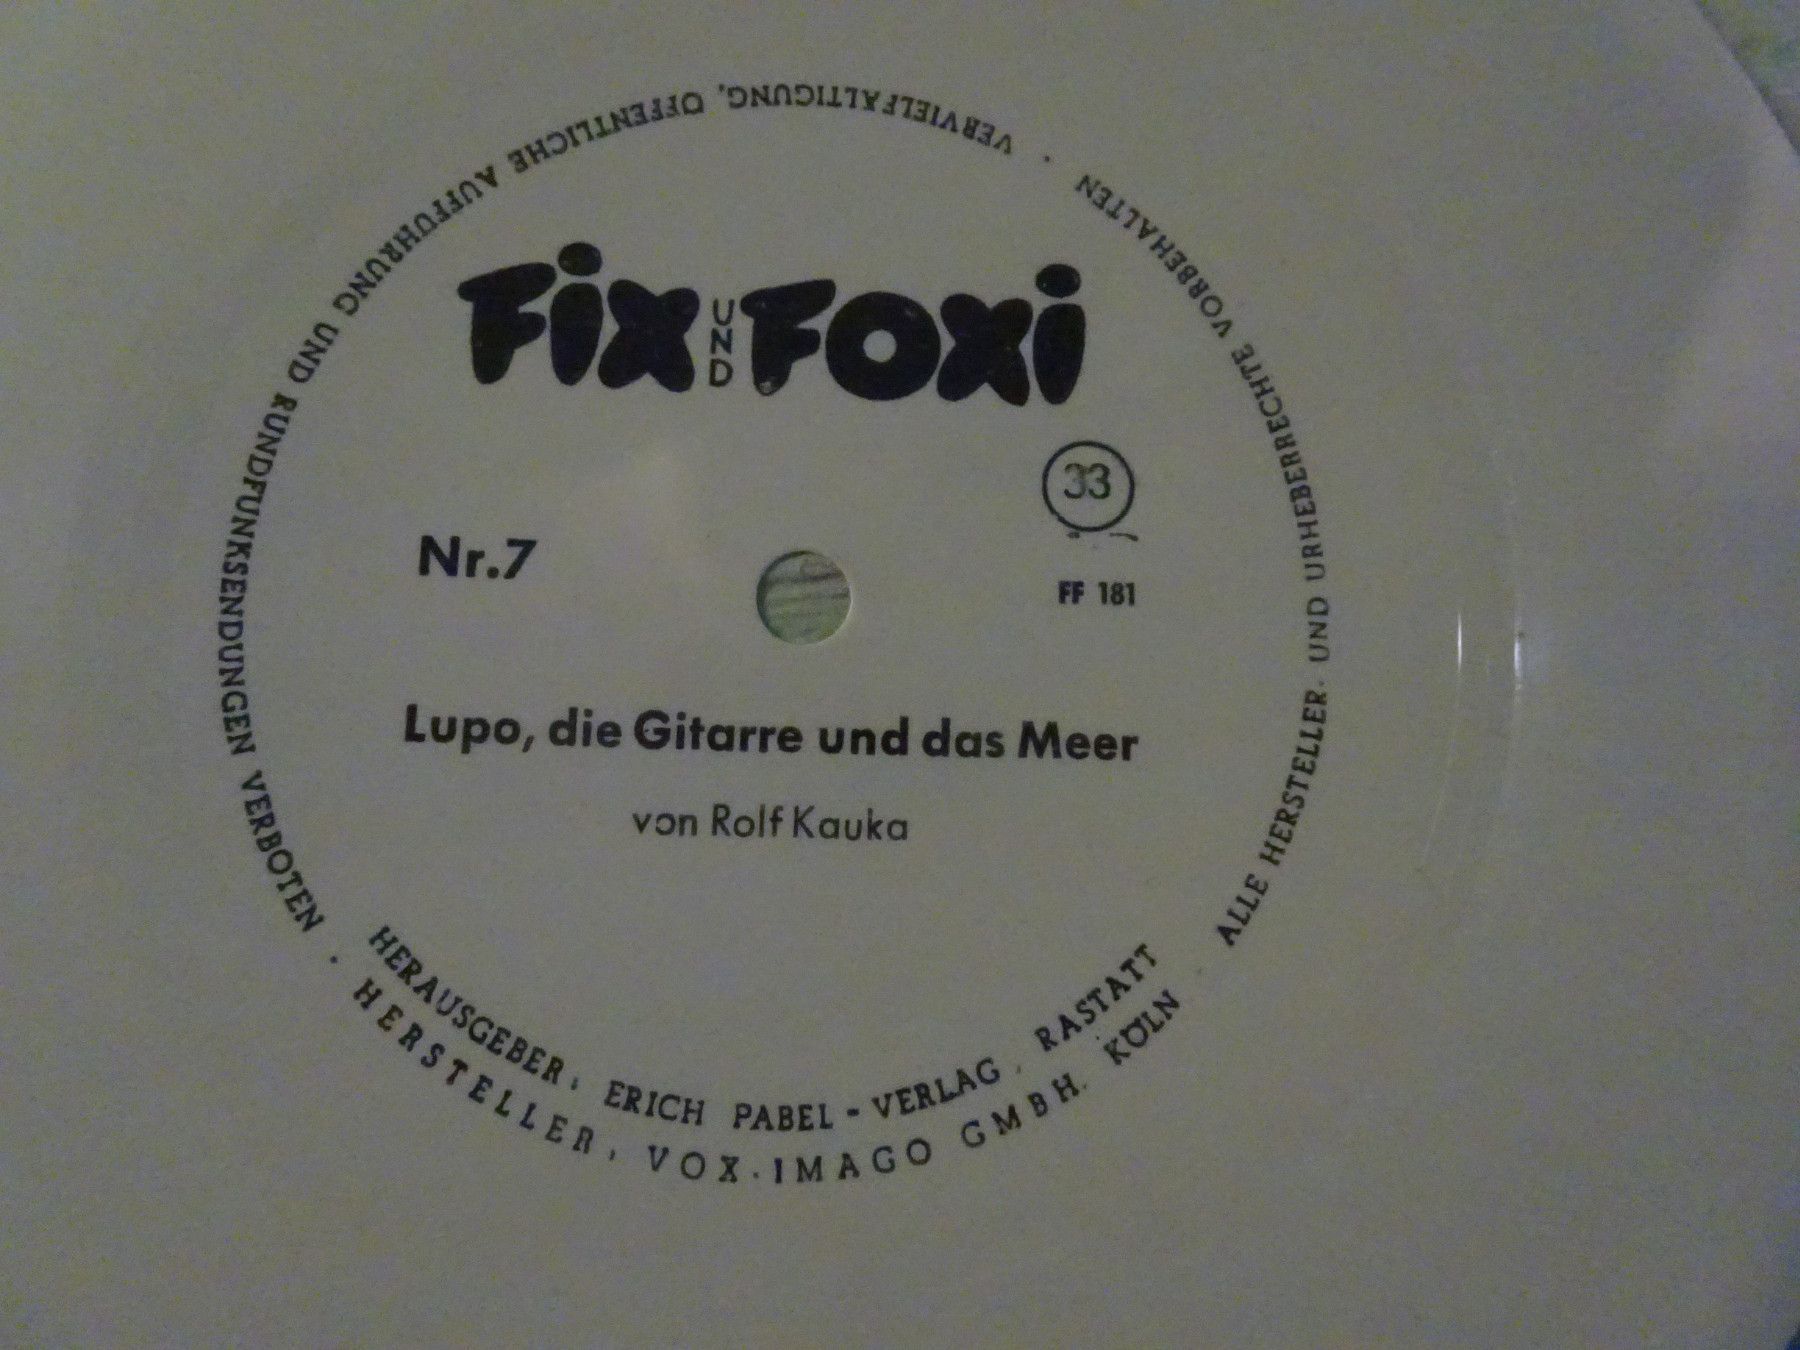 Fix UND Foxi
33
Nr.7
FF 181
Lupo, die Gitarre und das Meer
von Rolf Kauka
HERAUSGEBER: ERICH PABEL-VERLAG, RASTATT
HERSTELLER: VOX-IMAGO GMBH. KÖLN
ALLE HERSTELLER- UND URHEBERRECHTE VORBEHALTEN · VERVIELFÄLTIGUNG, ÖFFENTLICHE AUFFÜHRUNG UND RUNDFUNKSENDUNGEN VERBOTEN ·